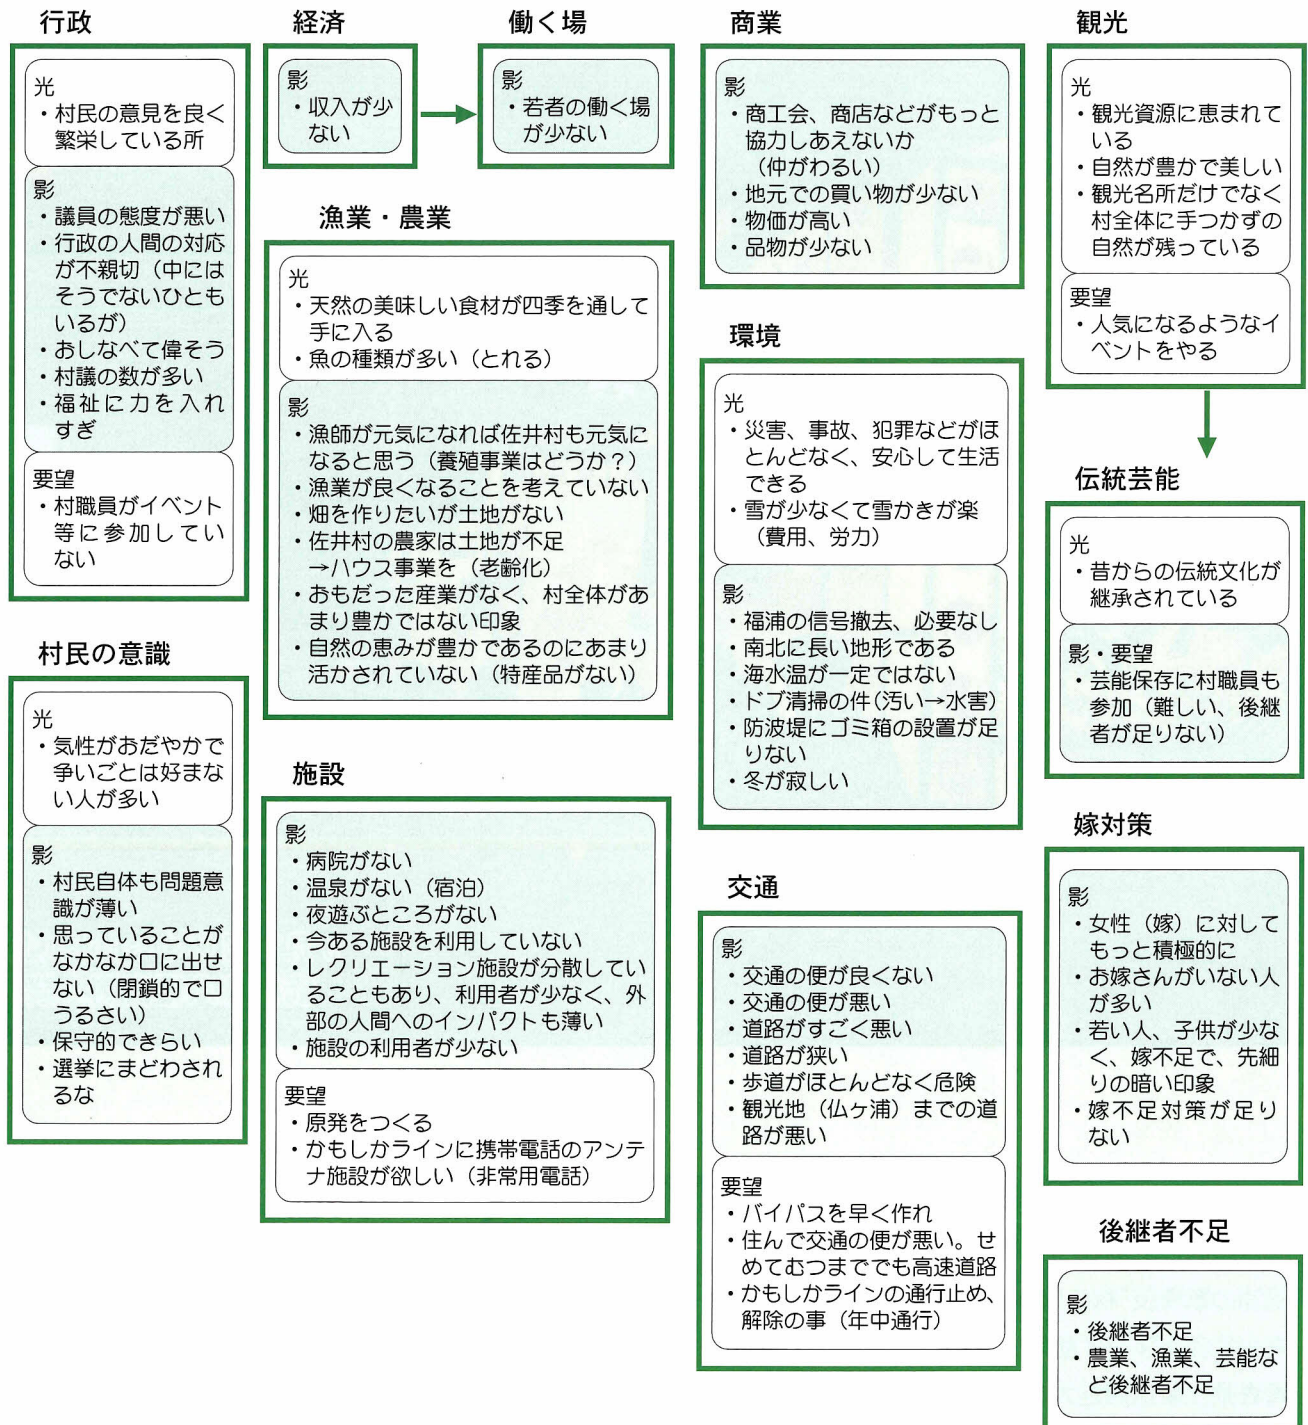 行政
光
・村民の意見を良く
繁栄している所
影
・議員の態度が悪い
・行政の人間の対応
が不親切（中には
そうでないひとも
いるが）
・おしなべて偉そう
・村議の数が多い
・福祉に力を入れ
すぎ
要望
・村職員がイベント
等に参加してい
ない
村民の意識
光
・気性がおだやかで
争いごとは好まな
い人が多い
影
・村民自体も問題意
識が薄い
・思っていることが
なかなか口に出せ
ない（閉鎖的で口
うるさい）
・保守的できらい
・選挙にまどわされ
るな
経済
影
・収入が少
ない
働く場
影
・若者の働く場
が少ない
漁業・農業
光
・天然の美味しい食材が四季を通して
手に入る
・魚の種類が多い（とれる）
影
・漁師が元気になれば佐井村も元気に
なると思う（養殖事業はどうか？）
・漁業が良くなることを考えていない
・畑を作りたいが土地がない
・佐井村の農家は土地が不足
→ハウス事業を（老齢化）
・おもだった産業がなく、村全体があ
まり豊かではない印象
・自然の恵みが豊かであるのにあまり
活かされていない（特産品がない）
施設
影
・病院がない
・温泉がない（宿泊）
・夜遊ぶところがない
・今ある施設を利用していない
・レクリエーション施設が分散してい
ることもあり、利用者が少なく、外
部の人間へのインパクトも薄い
・施設の利用者が少ない
要望
・原発をつくる
・かもしかラインに携帯電話のアンテ
ナ施設が欲しい（非常用電話）
商業
影
・商工会、商店などがもっと
協力しあえないか
（仲がわるい）
・地元での買い物が少ない
・物価が高い
・品物が少ない
環境
光
・災害、事故、犯罪などがほ
とんどなく、安心して生活
できる
・雪が少なくて雪かきが楽
（費用、労力）
影
・福浦の信号撤去、必要なし
・南北に長い地形である
・海水温が一定ではない
・ドブ清掃の件（汚い→水害）
・防波堤にゴミ箱の設置が足
りない
・冬が寂しい
交通
影
・交通の便が良くない
・交通の便が悪い
・道路がすごく悪い
・道路が狭い
・歩道がほとんどなく危険
・観光地（仏ヶ浦）までの道
路が悪い
要望
・バイパスを早く作れ
・住んで交通の便が悪い。せ
めてむつまででも高速道路
・かもしかラインの通行止め、
解除の事（年中通行）
観光
光
・観光資源に恵まれて
いる
・自然が豊かで美しい
・観光名所だけでなく
村全体に手つかずの
自然が残っている
要望
・人気になるようなイ
ベントをやる
伝統芸能
光
・昔からの伝統文化が
継承されている
影・要望
・芸能保存に村職員も
参加（難しい、後継
者が足りない）
嫁対策
影
・女性（嫁）に対して
もっと積極的に
・お嫁さんがいない人
が多い
・若い人、子供が少な
く、嫁不足で、先細
りの暗い印象
・嫁不足対策が足り
ない
後継者不足
影
・後継者不足
・農業、漁業、芸能な
ど後継者不足